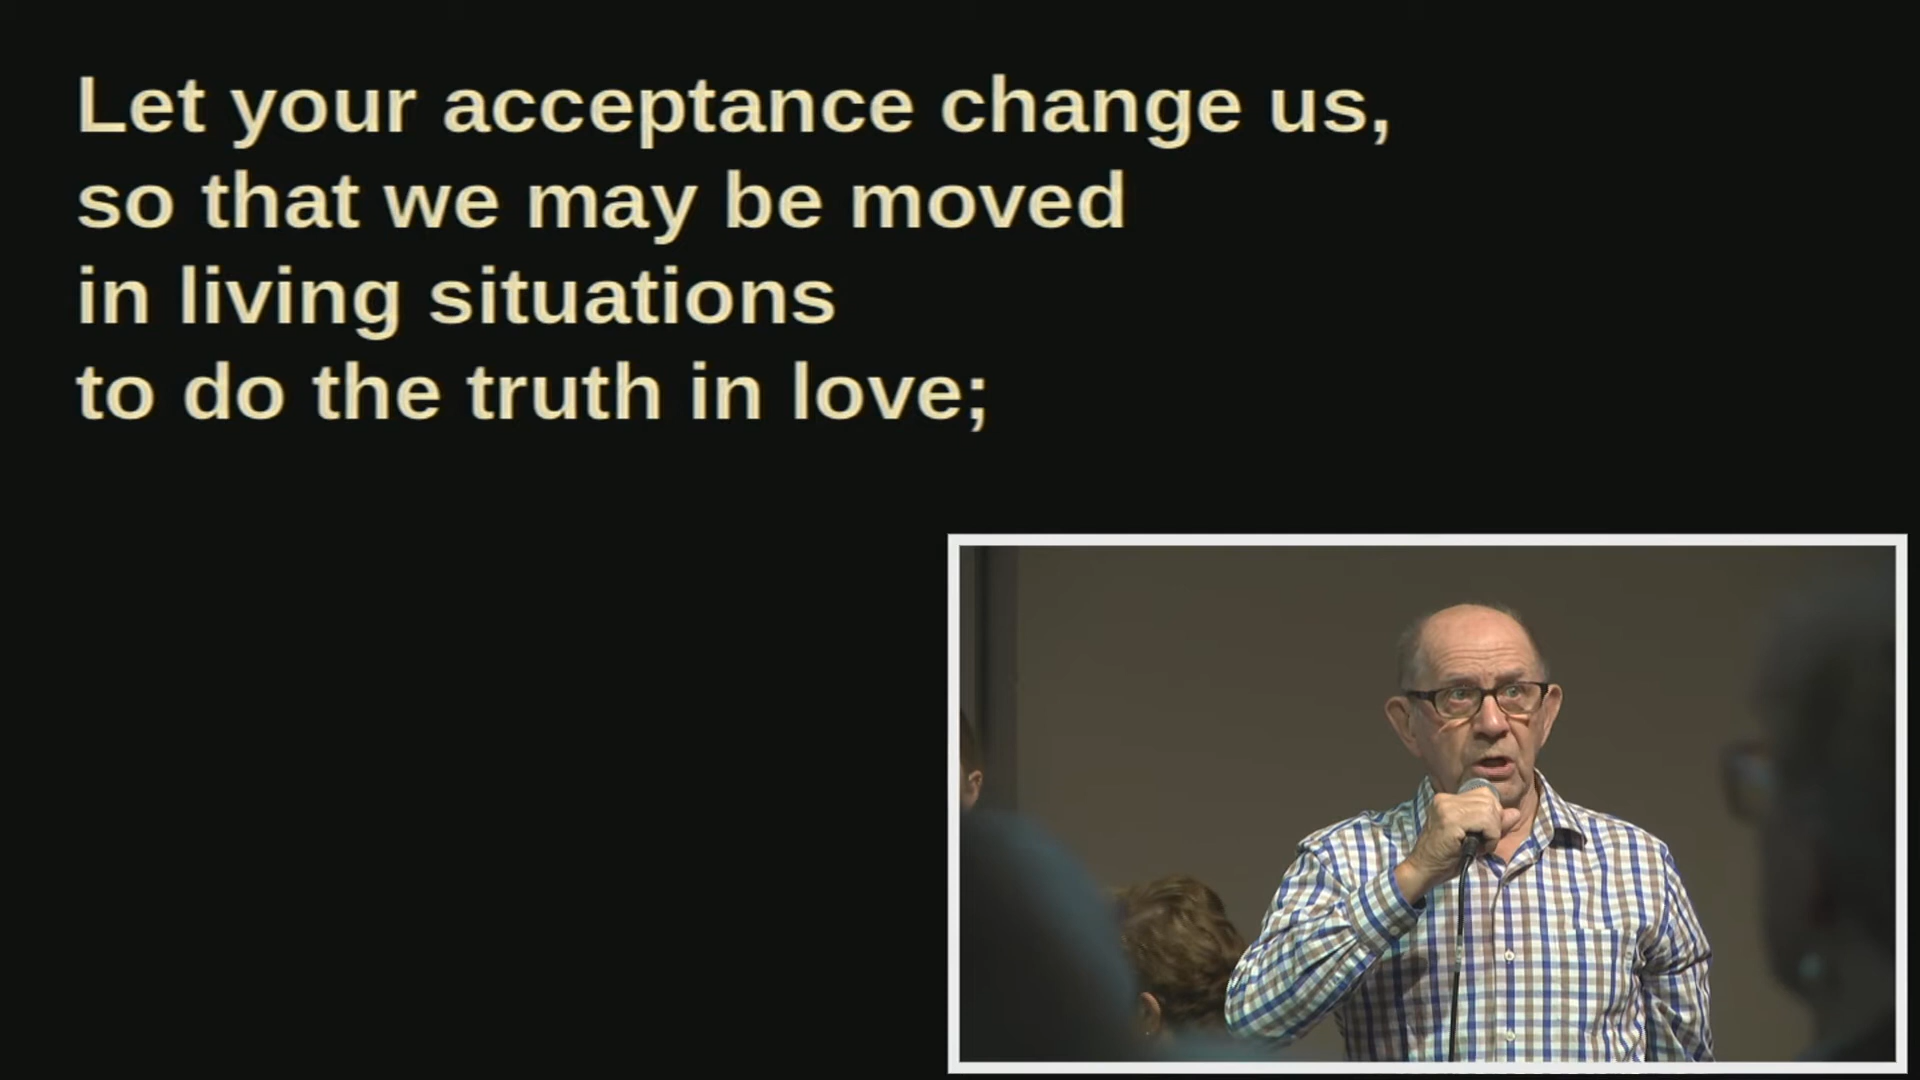 Let your acceptance change us,
so that we may be moved
in living situations
to do the truth in love;